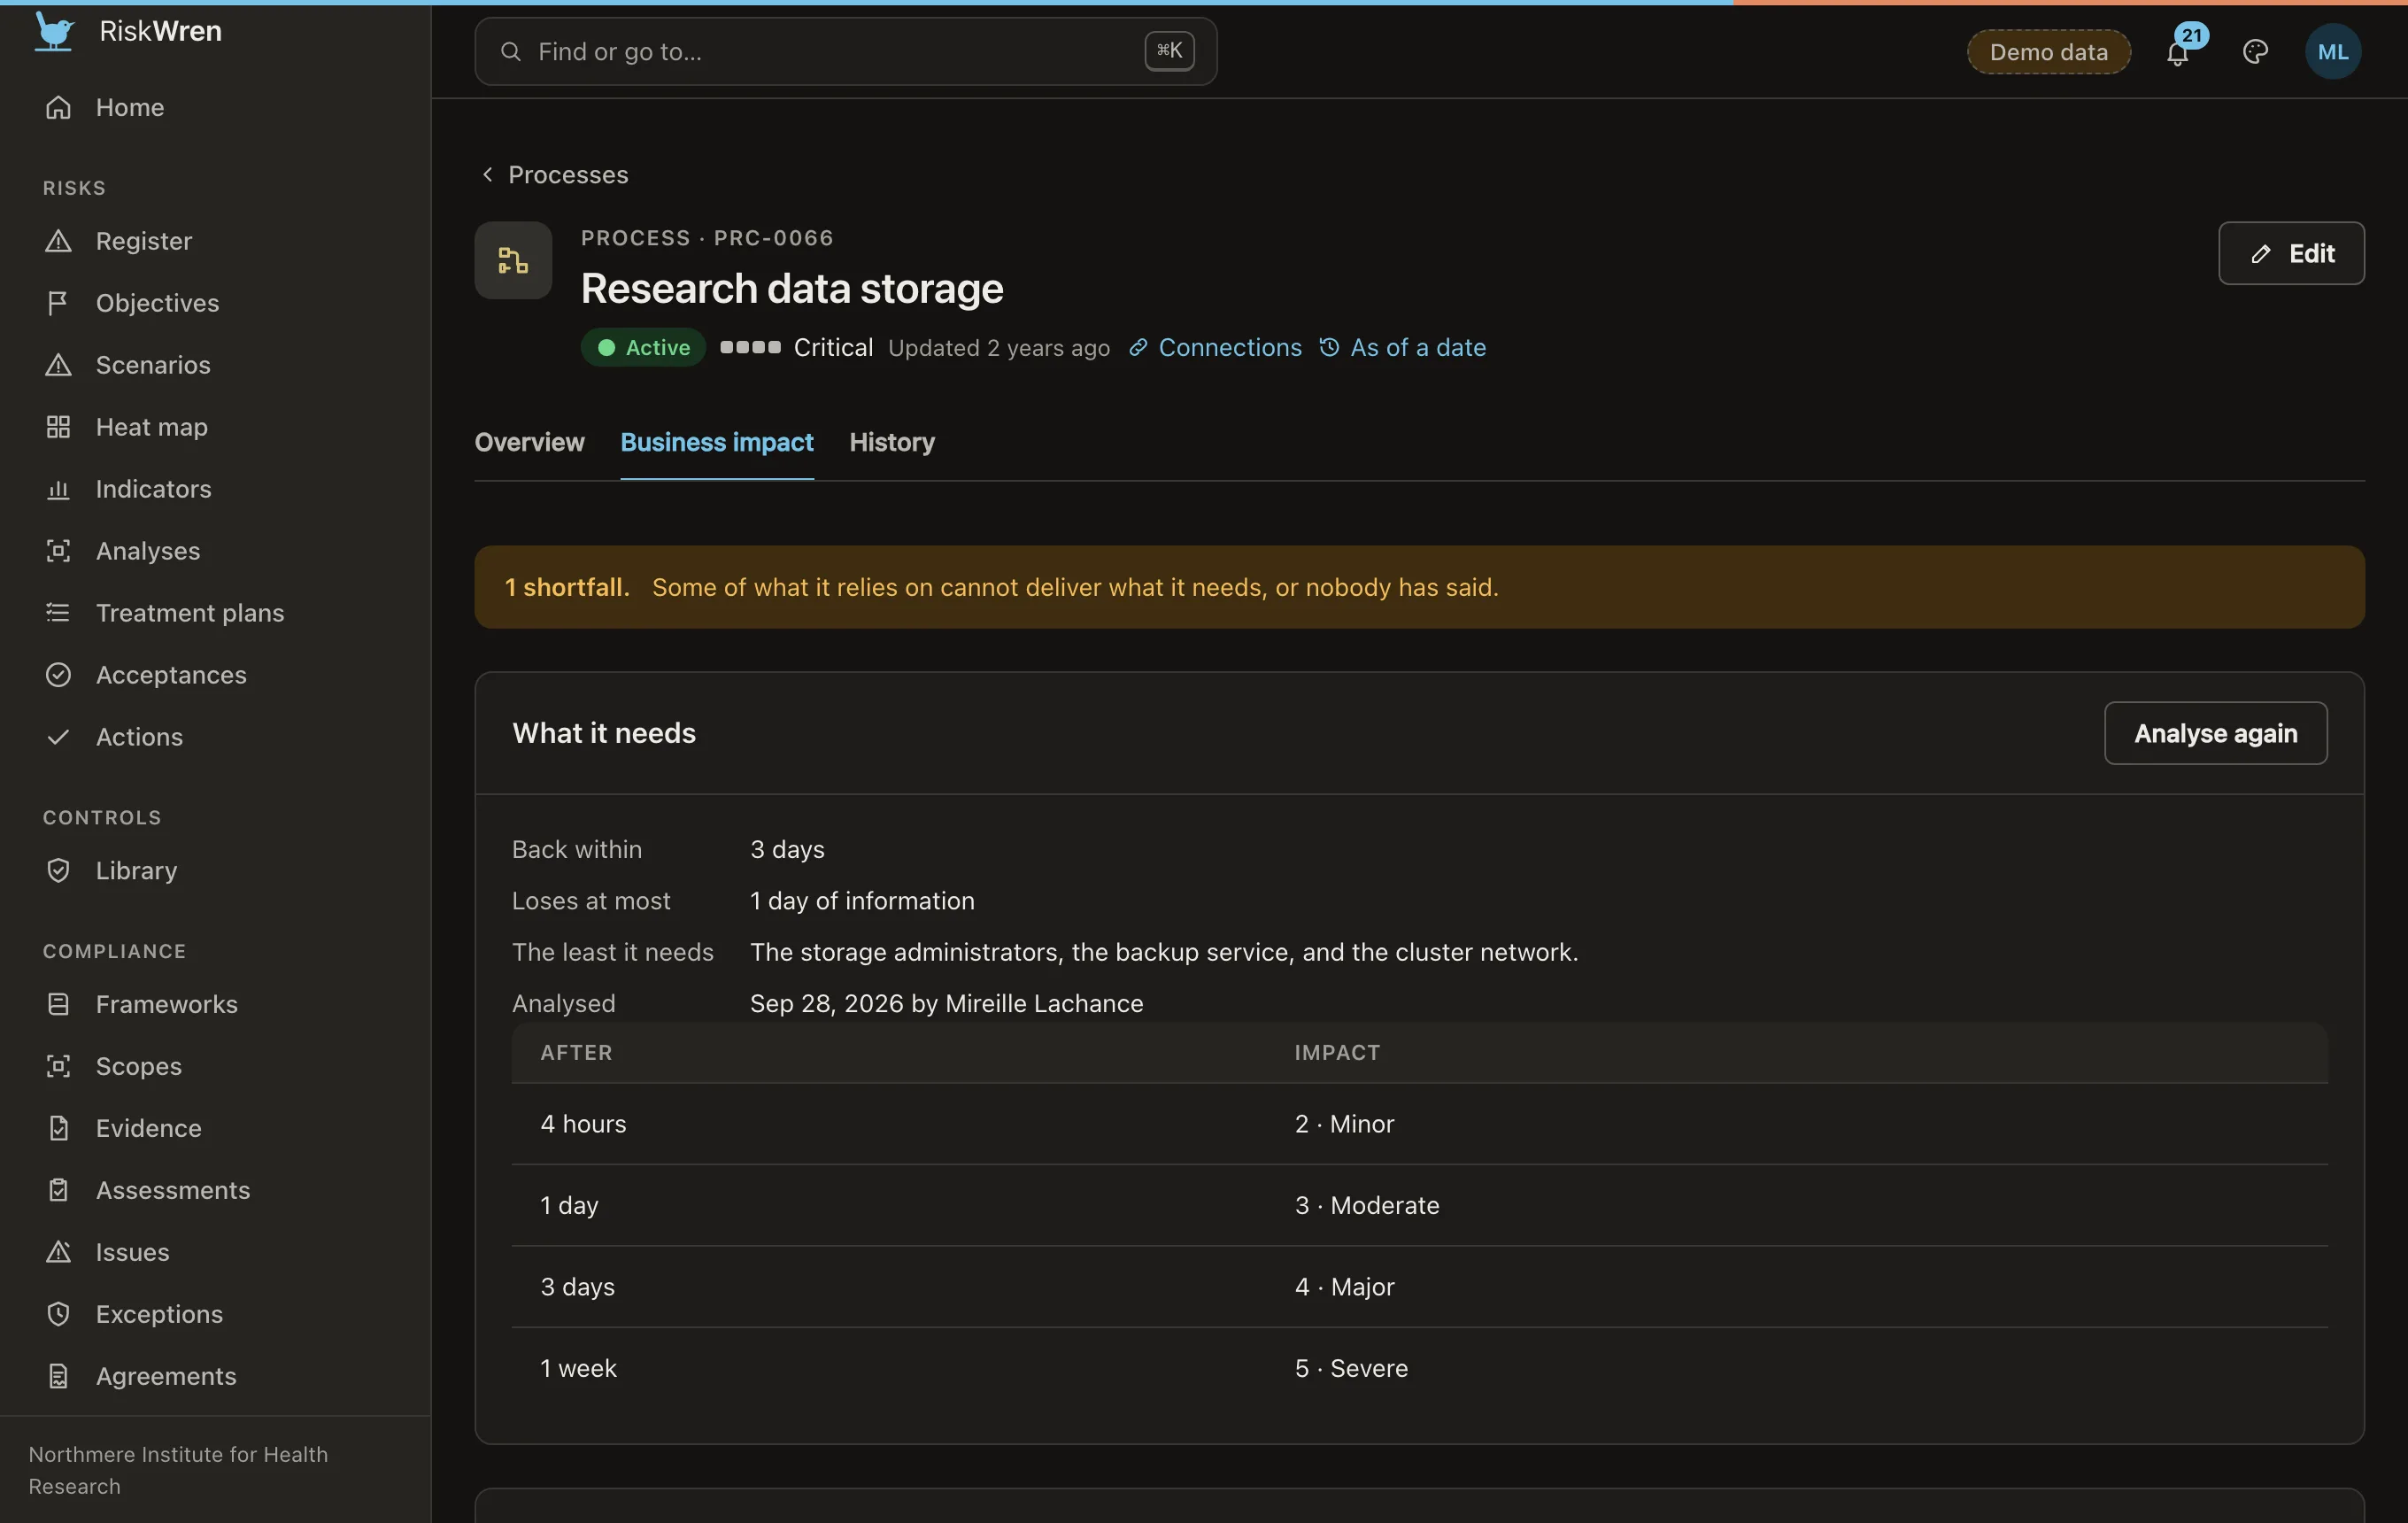 RiskWren
Find or go to...
⌘K
Demo data
21
ML
Home
RISKS
Register
Objectives
Scenarios
Heat map
Indicators
Analyses
Treatment plans
Acceptances
Actions
CONTROLS
Library
COMPLIANCE
Frameworks
Scopes
Evidence
Assessments
Issues
Exceptions
Agreements
Northmere Institute for Health
Research
Processes
PROCESS · PRC-0066
Research data storage
Edit
Active Critical Updated 2 years ago Connections As of a date
Overview Business impact History
1 shortfall. Some of what it relies on cannot deliver what it needs, or nobody has said.
What it needs
Analyse again
Back within 3 days
Loses at most 1 day of information
The least it needs The storage administrators, the backup service, and the cluster network.
Analysed Sep 28, 2026 by Mireille Lachance
AFTER IMPACT
4 hours 2 · Minor
1 day 3 · Moderate
3 days 4 · Major
1 week 5 · Severe